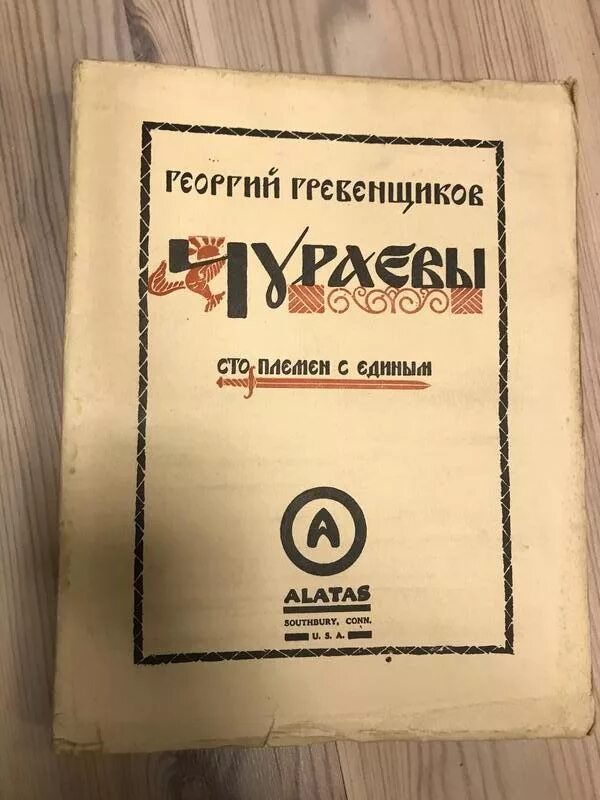 ГЕОРГИЙ ГРЕБЕНЩИКОВ
ЧУРАЕВЫ
СТО ПЛЕМЕН С ЕДИНЫМ
A
ALATAS
SOUTHBURY, CONN.
U. S. A.